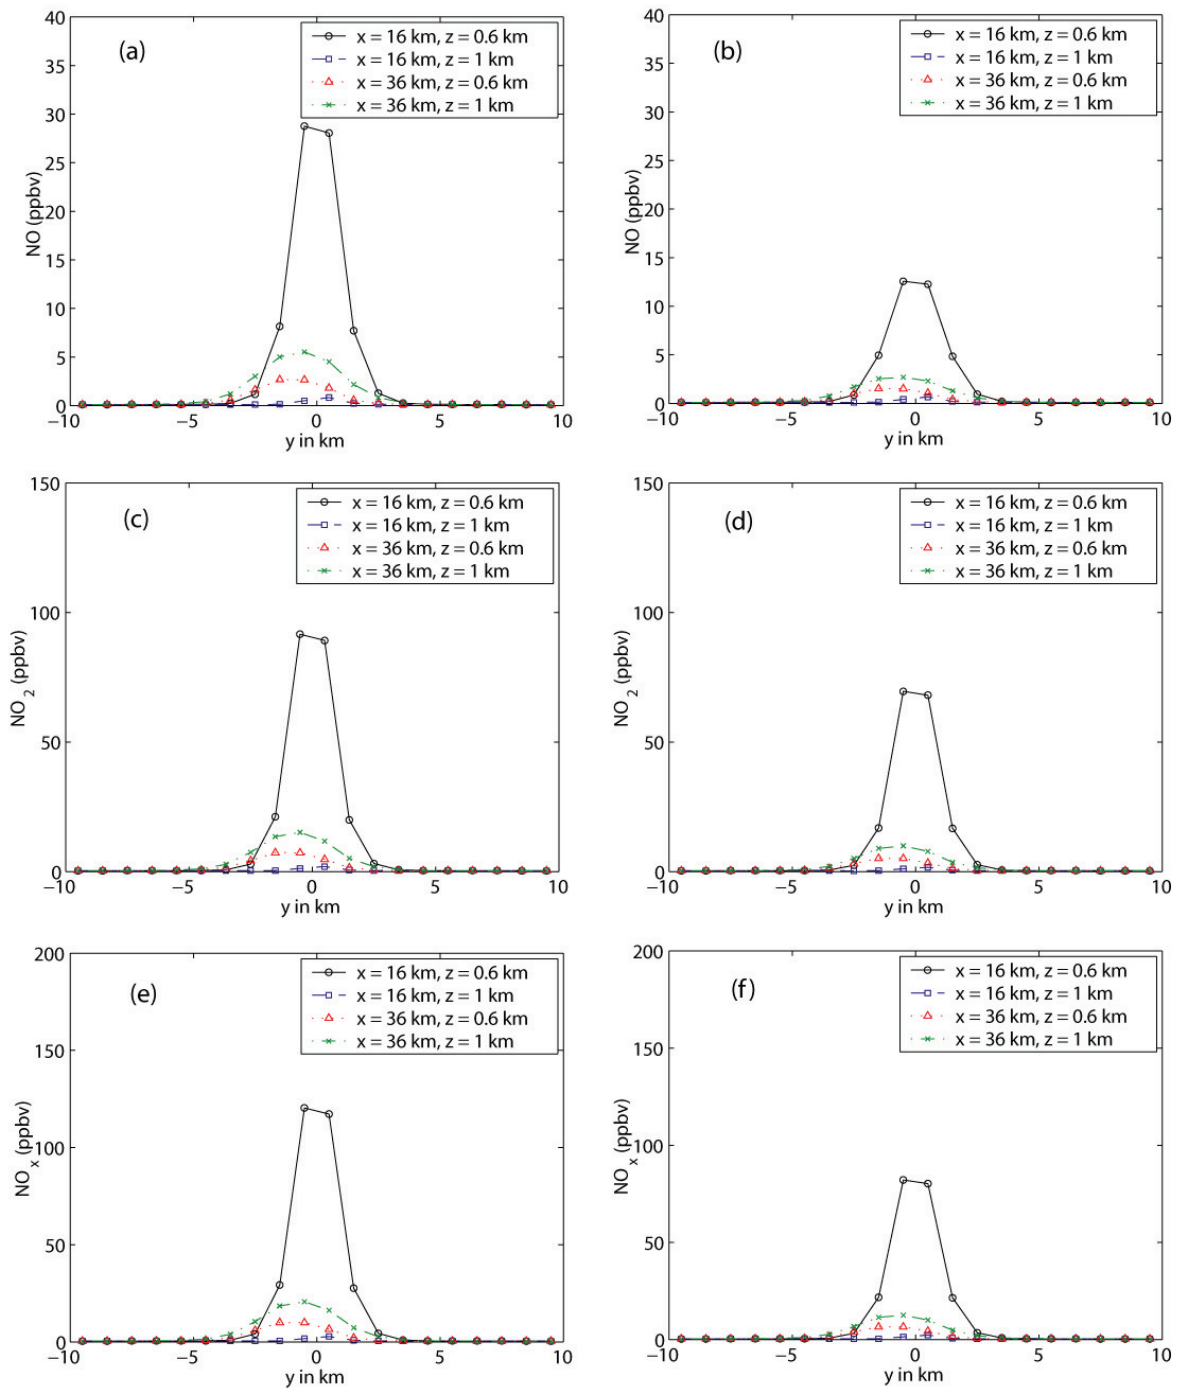 (a)
x = 16 km, z = 0.6 km
x = 16 km, z = 1 km
x = 36 km, z = 0.6 km
x = 36 km, z = 1 km
NO (ppbv)
40
35
30
25
20
15
10
5
0
−10
−5
0
5
10
y in km
(b)
x = 16 km, z = 0.6 km
x = 16 km, z = 1 km
x = 36 km, z = 0.6 km
x = 36 km, z = 1 km
NO (ppbv)
40
35
30
25
20
15
10
5
0
−10
−5
0
5
10
y in km
(c)
x = 16 km, z = 0.6 km
x = 16 km, z = 1 km
x = 36 km, z = 0.6 km
x = 36 km, z = 1 km
NO2 (ppbv)
150
100
50
0
−10
−5
0
5
10
y in km
(d)
x = 16 km, z = 0.6 km
x = 16 km, z = 1 km
x = 36 km, z = 0.6 km
x = 36 km, z = 1 km
NO2 (ppbv)
150
100
50
0
−10
−5
0
5
10
y in km
(e)
x = 16 km, z = 0.6 km
x = 16 km, z = 1 km
x = 36 km, z = 0.6 km
x = 36 km, z = 1 km
NOx (ppbv)
200
150
100
50
0
−10
−5
0
5
10
y in km
(f)
x = 16 km, z = 0.6 km
x = 16 km, z = 1 km
x = 36 km, z = 0.6 km
x = 36 km, z = 1 km
NOx (ppbv)
200
150
100
50
0
−10
−5
0
5
10
y in km